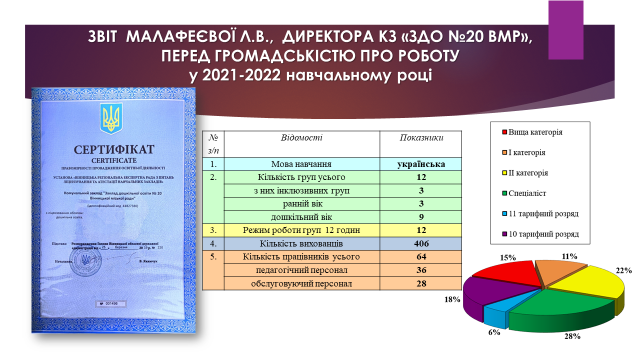 ЗВІТ МАЛАФЕЄВОЇ Л.В., ДИРЕКТОРА КЗ «ЗДО №20 ВМР»,
ПЕРЕД ГРОМАДСЬКІСТЮ ПРО РОБОТУ
у 2021-2022 навчальному році
СЕРТИФІКАТ
CERTIFICATE
№ з/п Відомості Показники
1. Мова навчання українська
2. Кількість груп усього 12
з них інклюзивних груп 3
ранній вік 3
дошкільний вік 9
3. Режим роботи груп 12 годин 12
4. Кількість вихованців 406
5. Кількість працівників усього 64
педагогічний персонал 36
обслуговуючий персонал 28
Вища категорія
І категорія
ІІ категорія
Спеціаліст
11 тарифний розряд
10 тарифний розряд
15%
11%
22%
18%
6%
28%